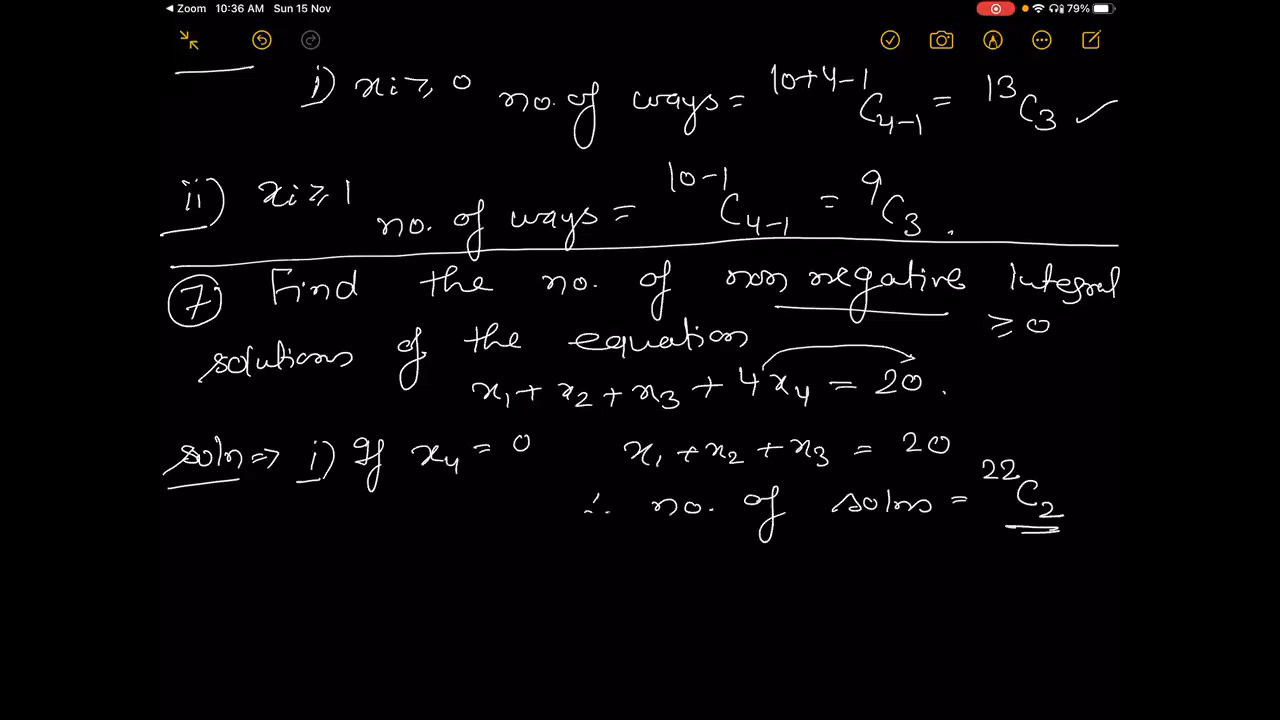 Zoom 10:36 AM Sun 15 Nov 79%
i) xi ≥ 0 no. of ways = ¹⁰⁺⁴⁻¹C₄₋₁ = ¹³C₃ ✓
ii) xi ≥ 1 no. of ways = ¹⁰⁻¹C₄₋₁ = ⁹C₃.
⑦ Find the no. of non negative Integral
≥ 0
solutions of the equation
x₁ + x₂ + x₃ + 4x₄ = 20.
soln ⇒ i) If x₄ = 0 x₁ + x₂ + x₃ = 20
∴ no. of solns = ²²C₂